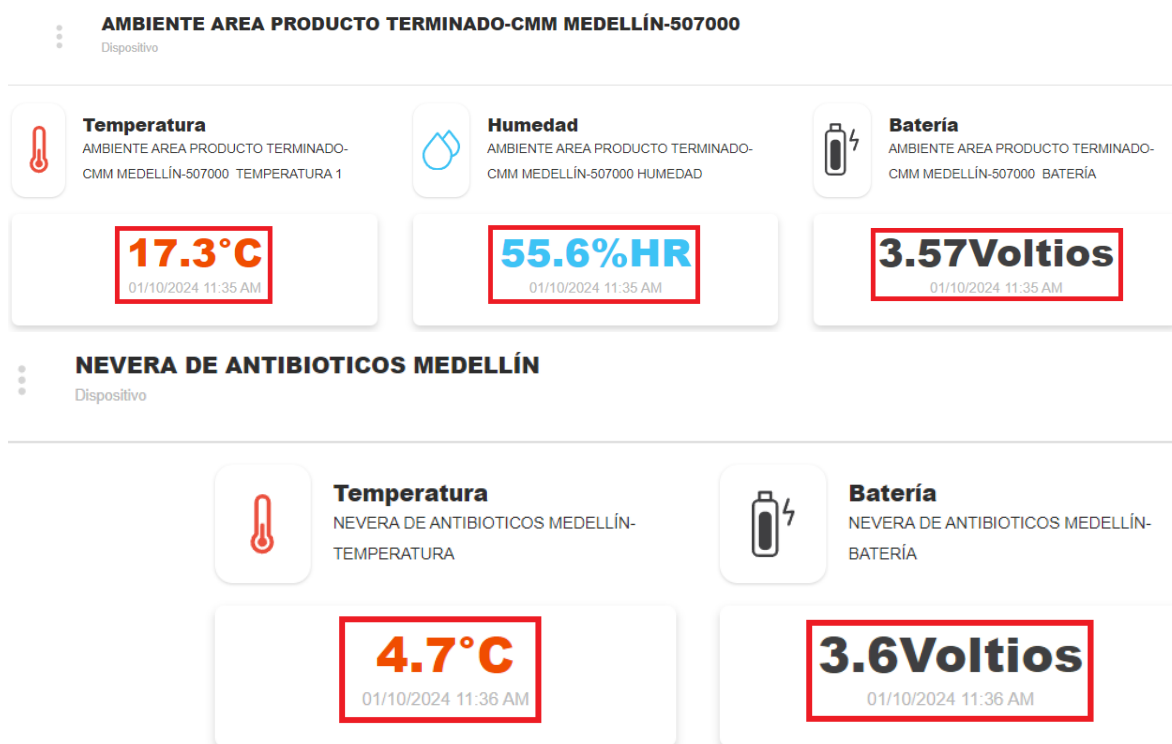 AMBIENTE AREA PRODUCTO TERMINADO-CMM MEDELLÍN-507000
Dispositivo
Temperatura
AMBIENTE AREA PRODUCTO TERMINADO-
CMM MEDELLÍN-507000 TEMPERATURA 1
Humedad
AMBIENTE AREA PRODUCTO TERMINADO-
CMM MEDELLÍN-507000 HUMEDAD
Batería
AMBIENTE AREA PRODUCTO TERMINADO-
CMM MEDELLÍN-507000 BATERÍA
17.3°C
01/10/2024 11:35 AM
55.6%HR
01/10/2024 11:35 AM
3.57Voltios
01/10/2024 11:35 AM
NEVERA DE ANTIBIOTICOS MEDELLÍN
Dispositivo
Temperatura
NEVERA DE ANTIBIOTICOS MEDELLÍN-
TEMPERATURA
Batería
NEVERA DE ANTIBIOTICOS MEDELLÍN-
BATERÍA
4.7°C
01/10/2024 11:36 AM
3.6Voltios
01/10/2024 11:36 AM